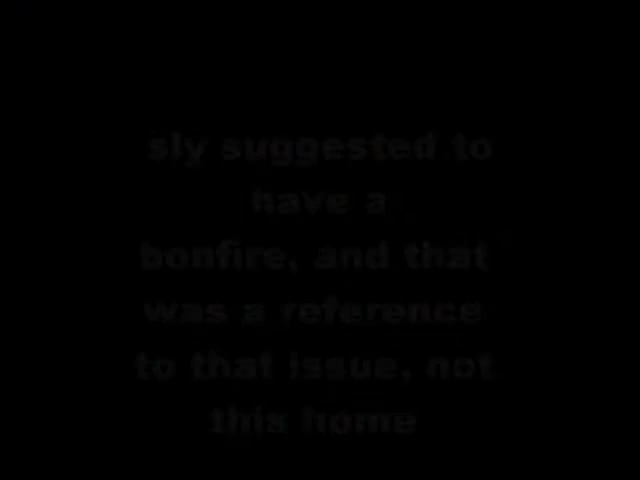 sly suggested to
have a
bonfire, and that
was a reference
to that issue, not
this home